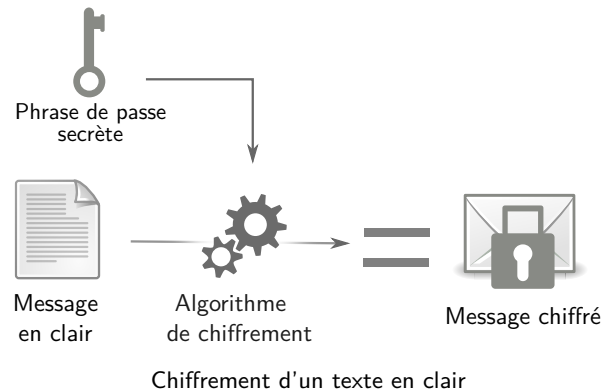 Phrase de passe
secrète
Message
en clair
Algorithme
de chiffrement
Message chiffré
Chiffrement d'un texte en clair